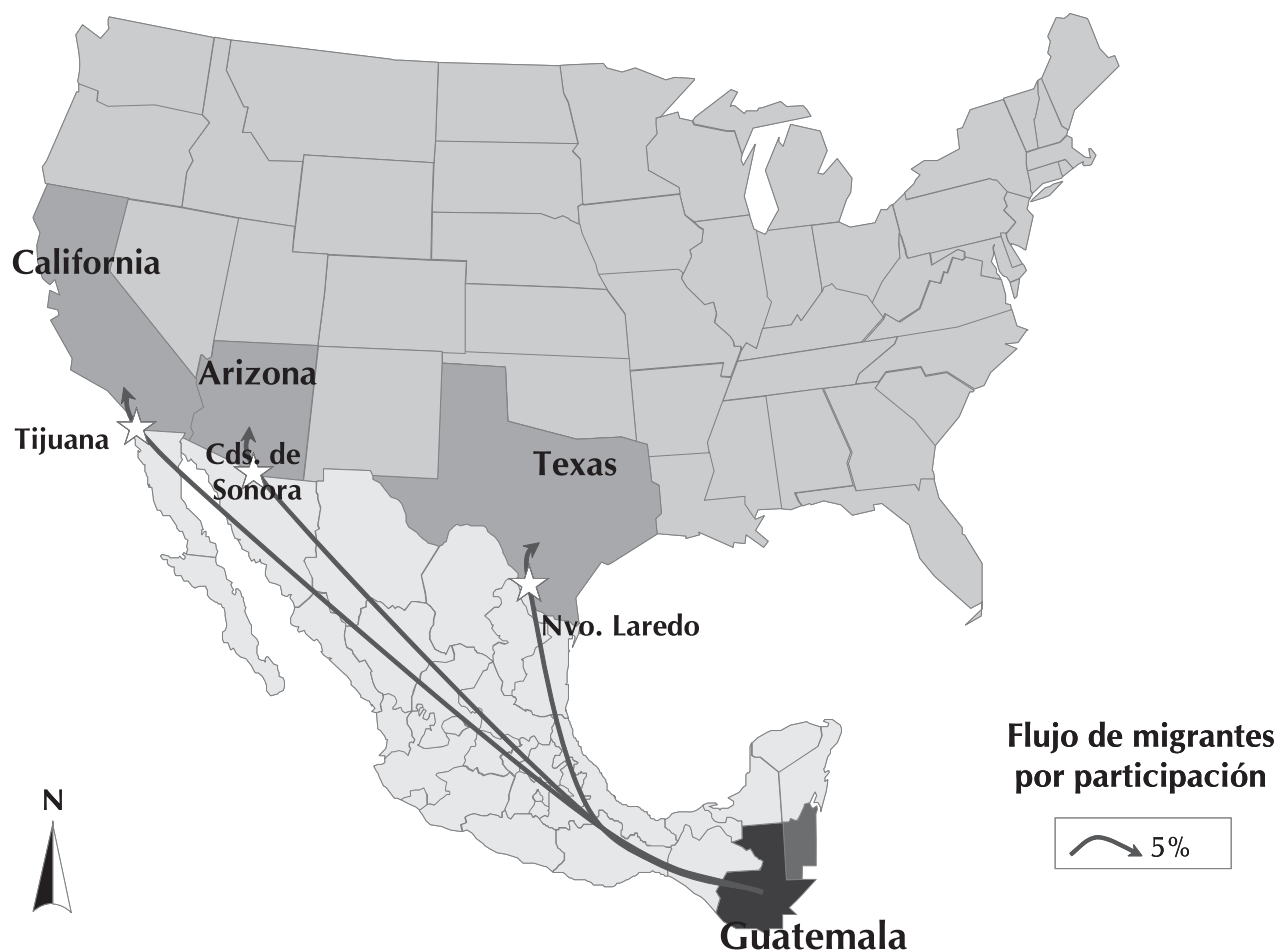 California
Arizona
Tijuana
Cds. de
Sonora
Texas
Nvo. Laredo
Flujo de migrantes
por participación
5%
N
Guatemala